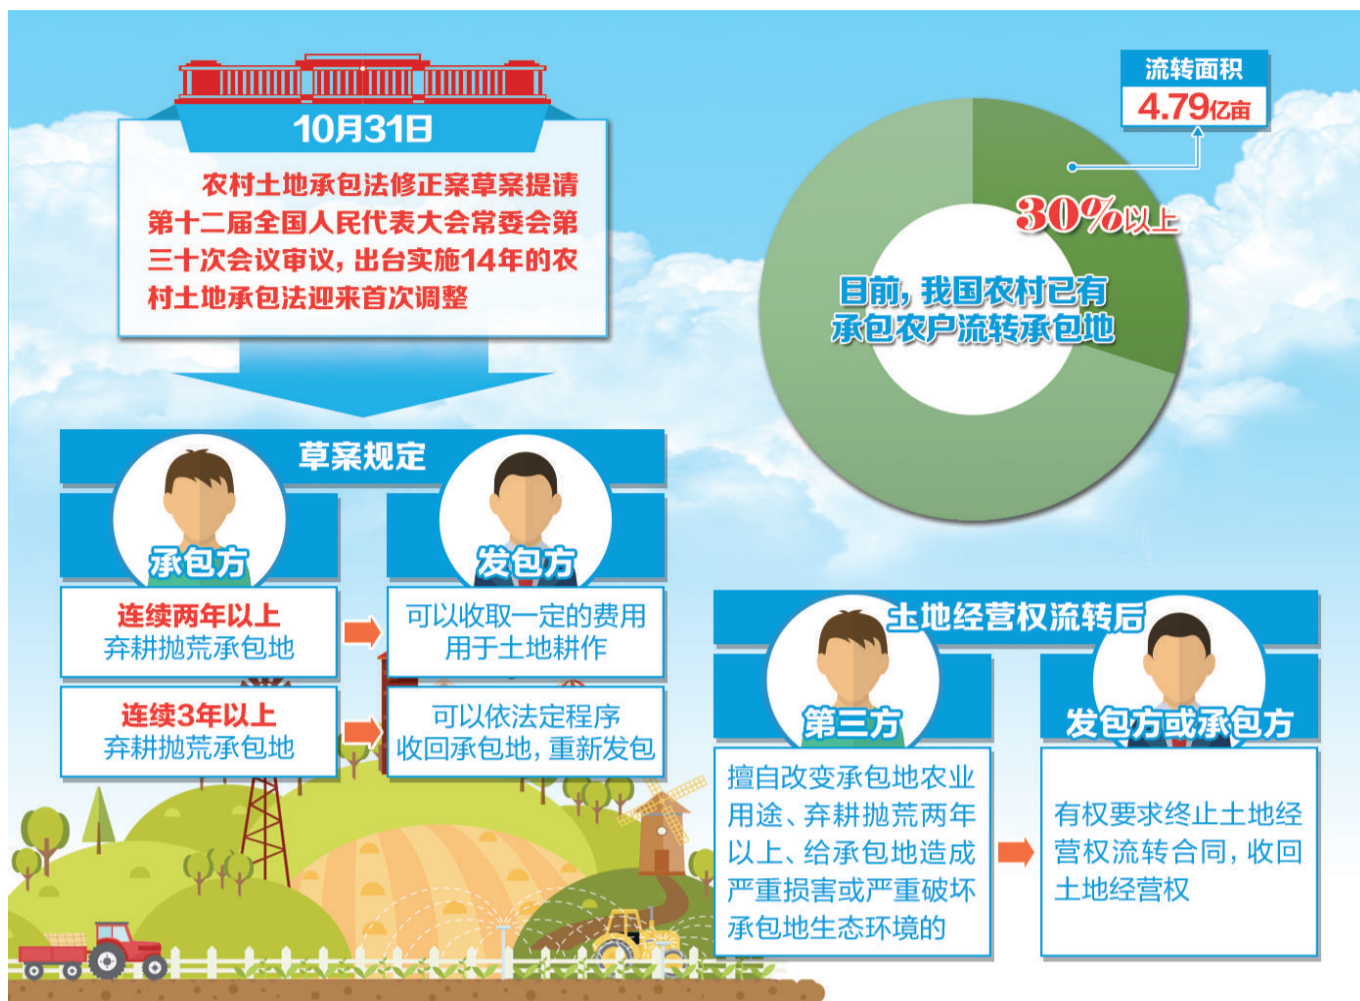 10月31日
农村土地承包法修正案草案提请
第十二届全国人民代表大会常委会第
三十次会议审议，出台实施14年的农
村土地承包法迎来首次调整
流转面积
4.79亿亩
30%以上
目前，我国农村已有
承包农户流转承包地
草案规定
承包方
发包方
连续两年以上
弃耕抛荒承包地
可以收取一定的费用
用于土地耕作
连续3年以上
弃耕抛荒承包地
可以依法定程序
收回承包地，重新发包
土地经营权流转后
第三方
发包方或承包方
擅自改变承包地农业
用途、弃耕抛荒两年
以上、给承包地造成
严重损害或严重破坏
承包地生态环境的
有权要求终止土地经
营权流转合同，收回
土地经营权